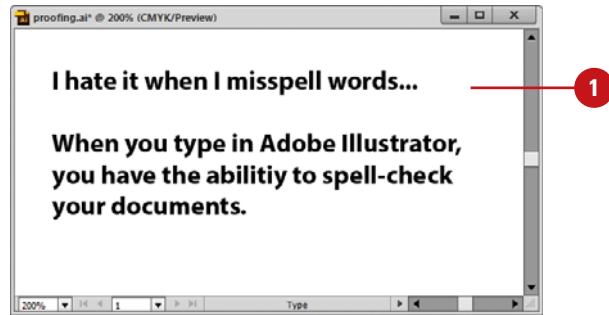 proofing.ai* @ 200% (CMYK/Preview)
I hate it when I misspell words...
1
When you type in Adobe Illustrator,
you have the abilitiy to spell-check
your documents.
200%
1
Type